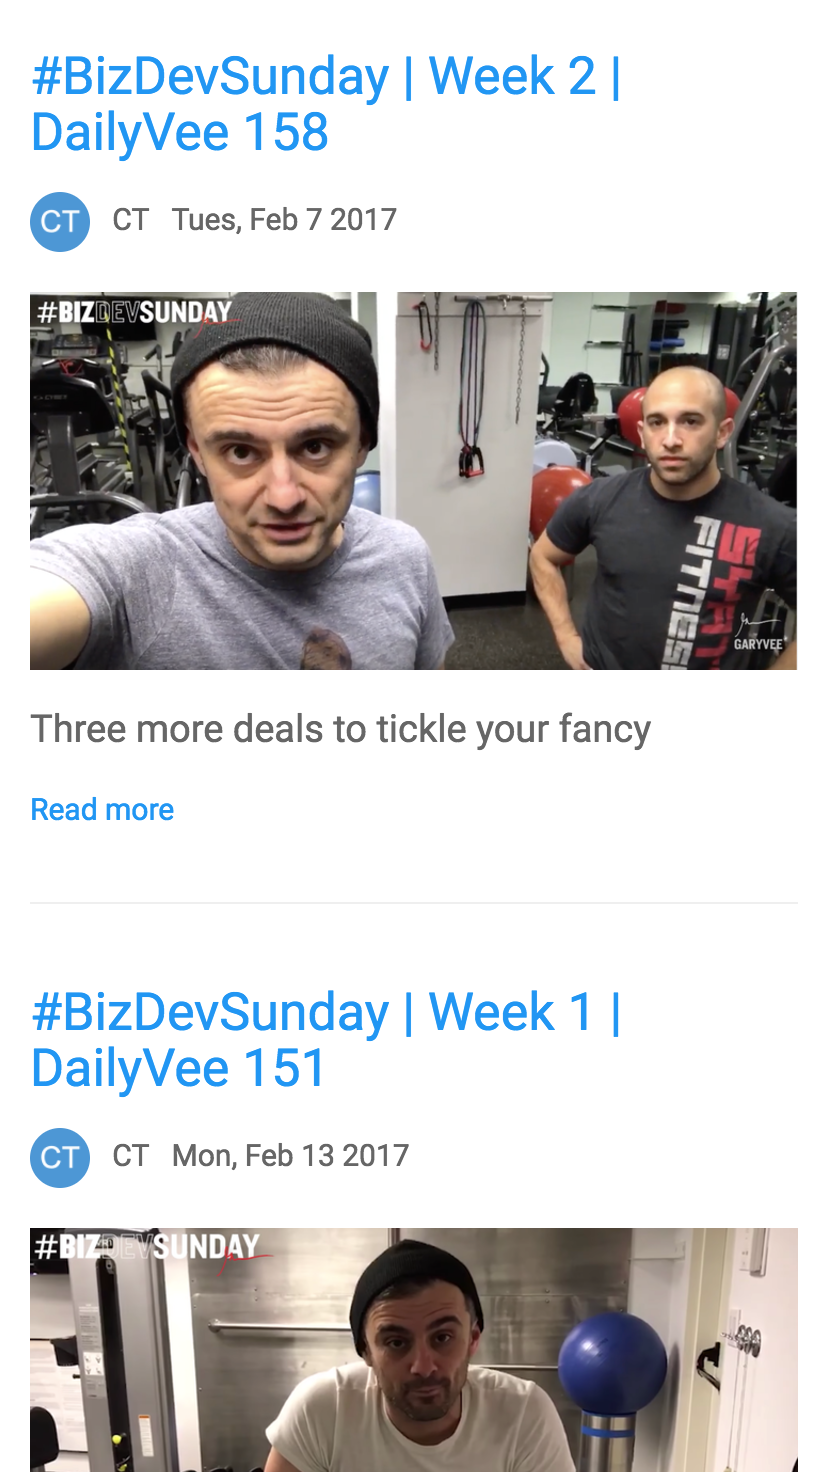 #BizDevSunday | Week 2 |
DailyVee 158
CT CT Tues, Feb 7 2017
#BIZDEVSUNDAY
SYATT
FITNESS
GARYVEE
Three more deals to tickle your fancy
Read more
#BizDevSunday | Week 1 |
DailyVee 151
CT CT Mon, Feb 13 2017
#BIZDEVSUNDAY